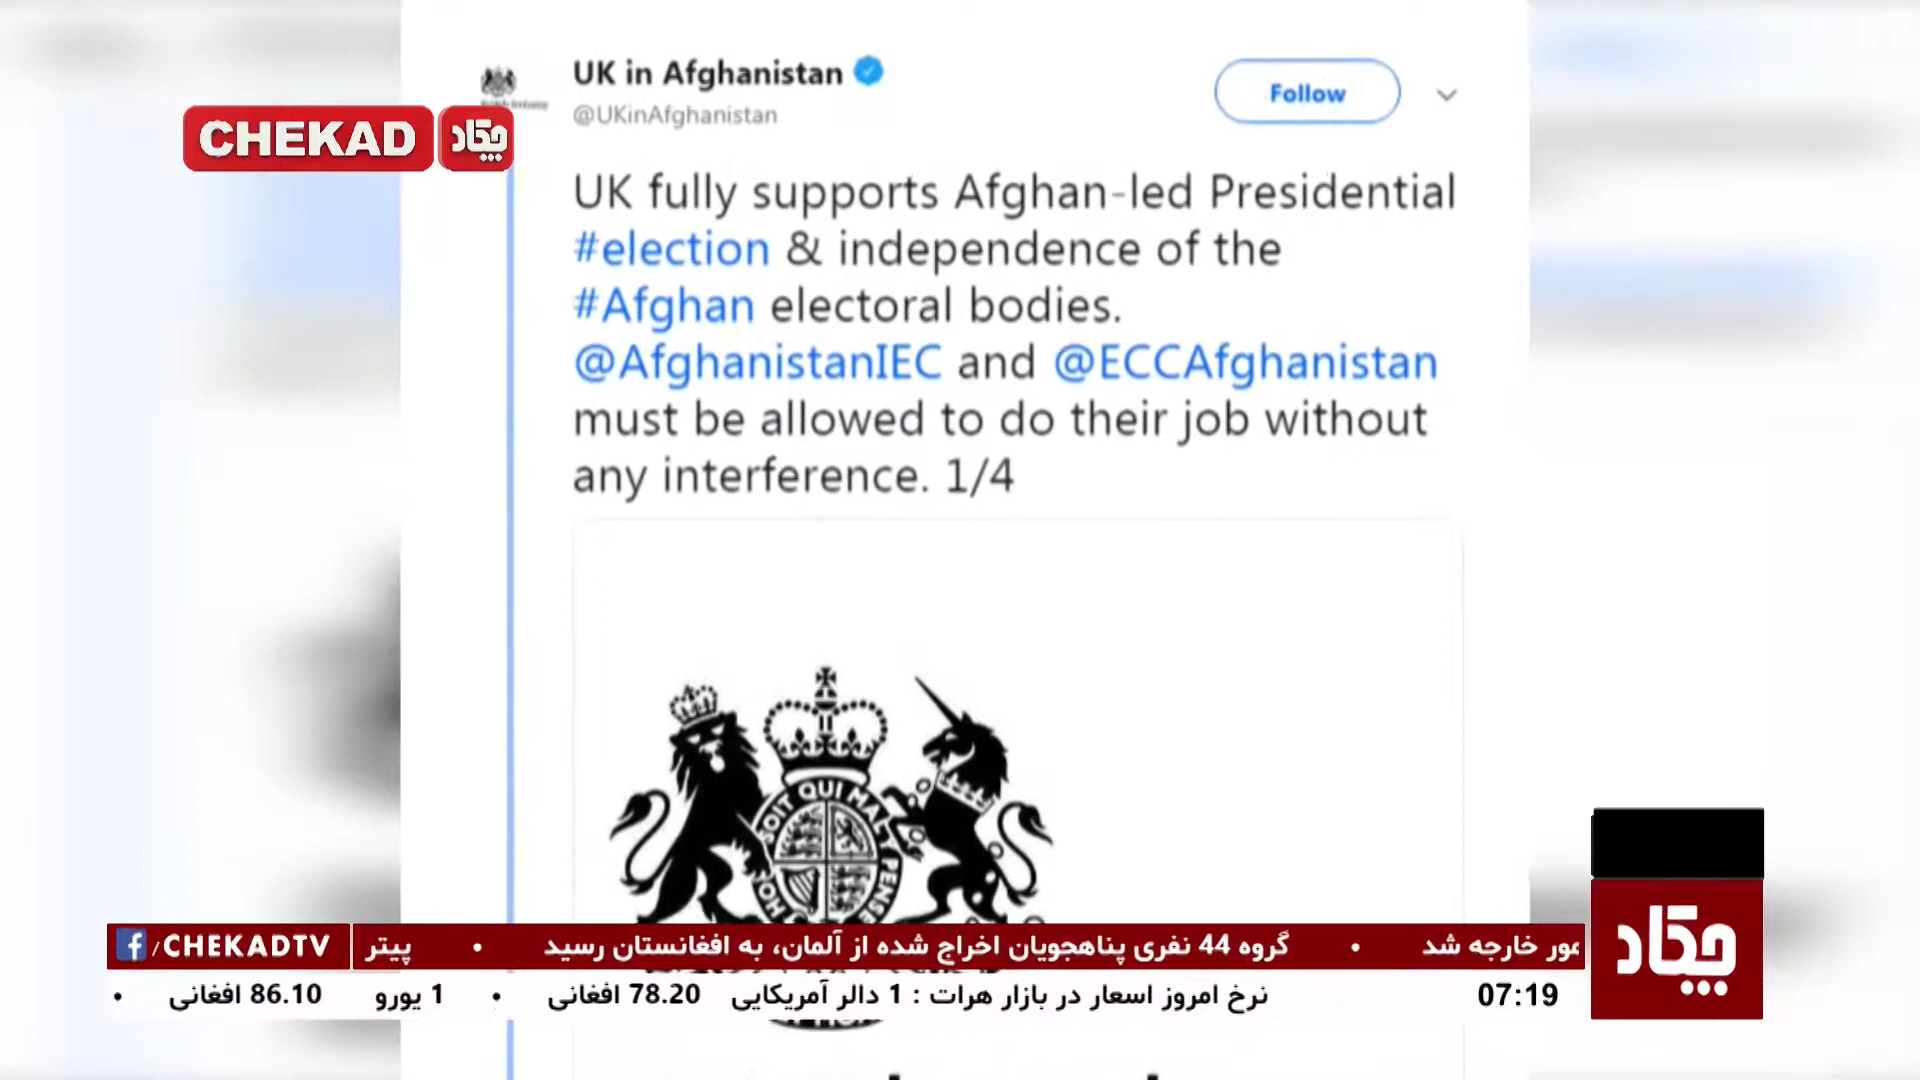 UK in Afghanistan
@UKinAfghanistan
Follow
CHEKAD چکاد
UK fully supports Afghan-led Presidential
#election & independence of the
#Afghan electoral bodies.
@AfghanistanIEC and @ECCAfghanistan
must be allowed to do their job without
any interference. 1/4
SOIT QUI MAL PENSE
/CHEKADTV
خارجه شد • گروه 44 نفری پناهجویان اخراج شده از آلمان، به افغانستان رسید • پیتر
07:19
نرخ امروز اسعار در بازار هرات : 1 دالر آمریکایی 78.20 افغانی • 1 یورو 86.10 افغانی •
چکاد